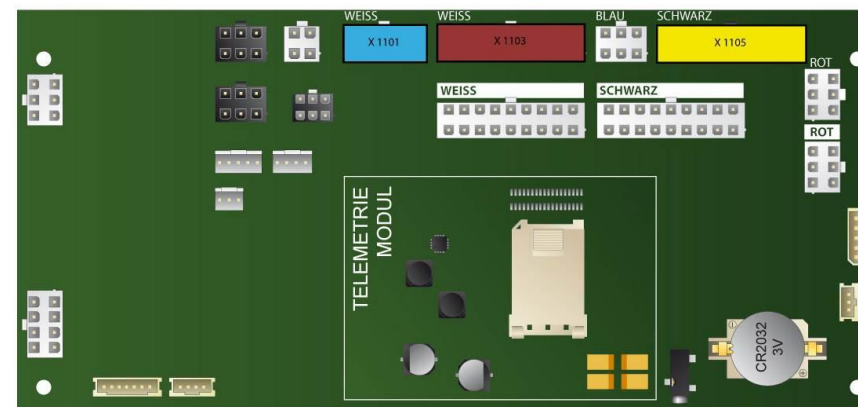 WEISS
WEISS
BLAU
SCHWARZ
X 1101
X 1103
X 1105
ROT
WEISS
SCHWARZ
ROT
TELEMETRIE
MODUL
CR2032
3V